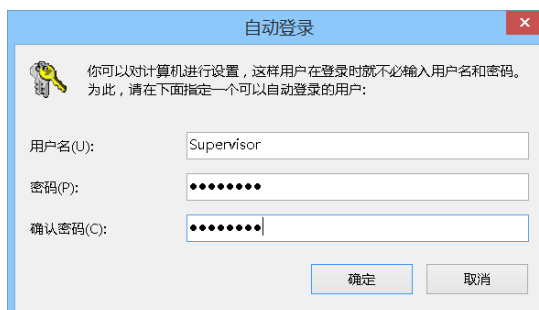 自动登录
你可以对计算机进行设置，这样用户在登录时就不必输入用户名和密码。
为此，请在下面指定一个可以自动登录的用户:
用户名(U):
Supervisor
密码(P):
●●●●●●●●
确认密码(C):
●●●●●●●●
确定
取消